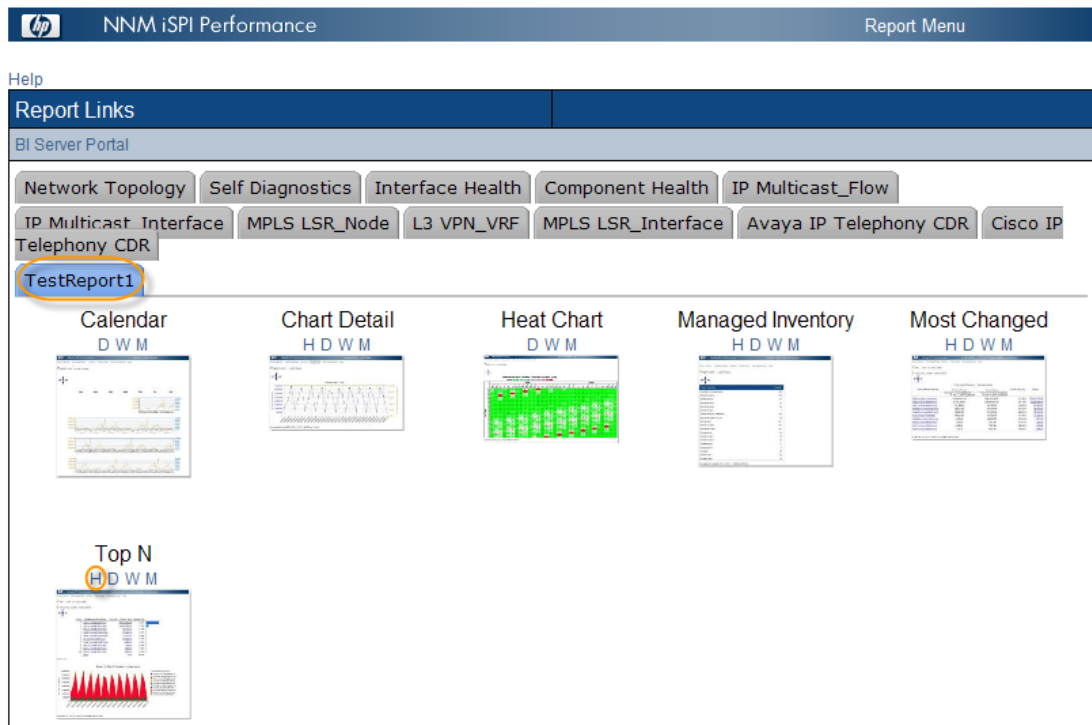 hp NNM iSPI Performance Report Menu
Help
Report Links
BI Server Portal
Network Topology Self Diagnostics Interface Health Component Health IP Multicast_Flow
IP Multicast_Interface MPLS LSR_Node L3 VPN_VRF MPLS LSR_Interface Avaya IP Telephony CDR Cisco IP
Telephony CDR
TestReport1
Calendar Chart Detail Heat Chart Managed Inventory Most Changed
D W M H D W M D W M H D W M H D W M
Top N
H D W M